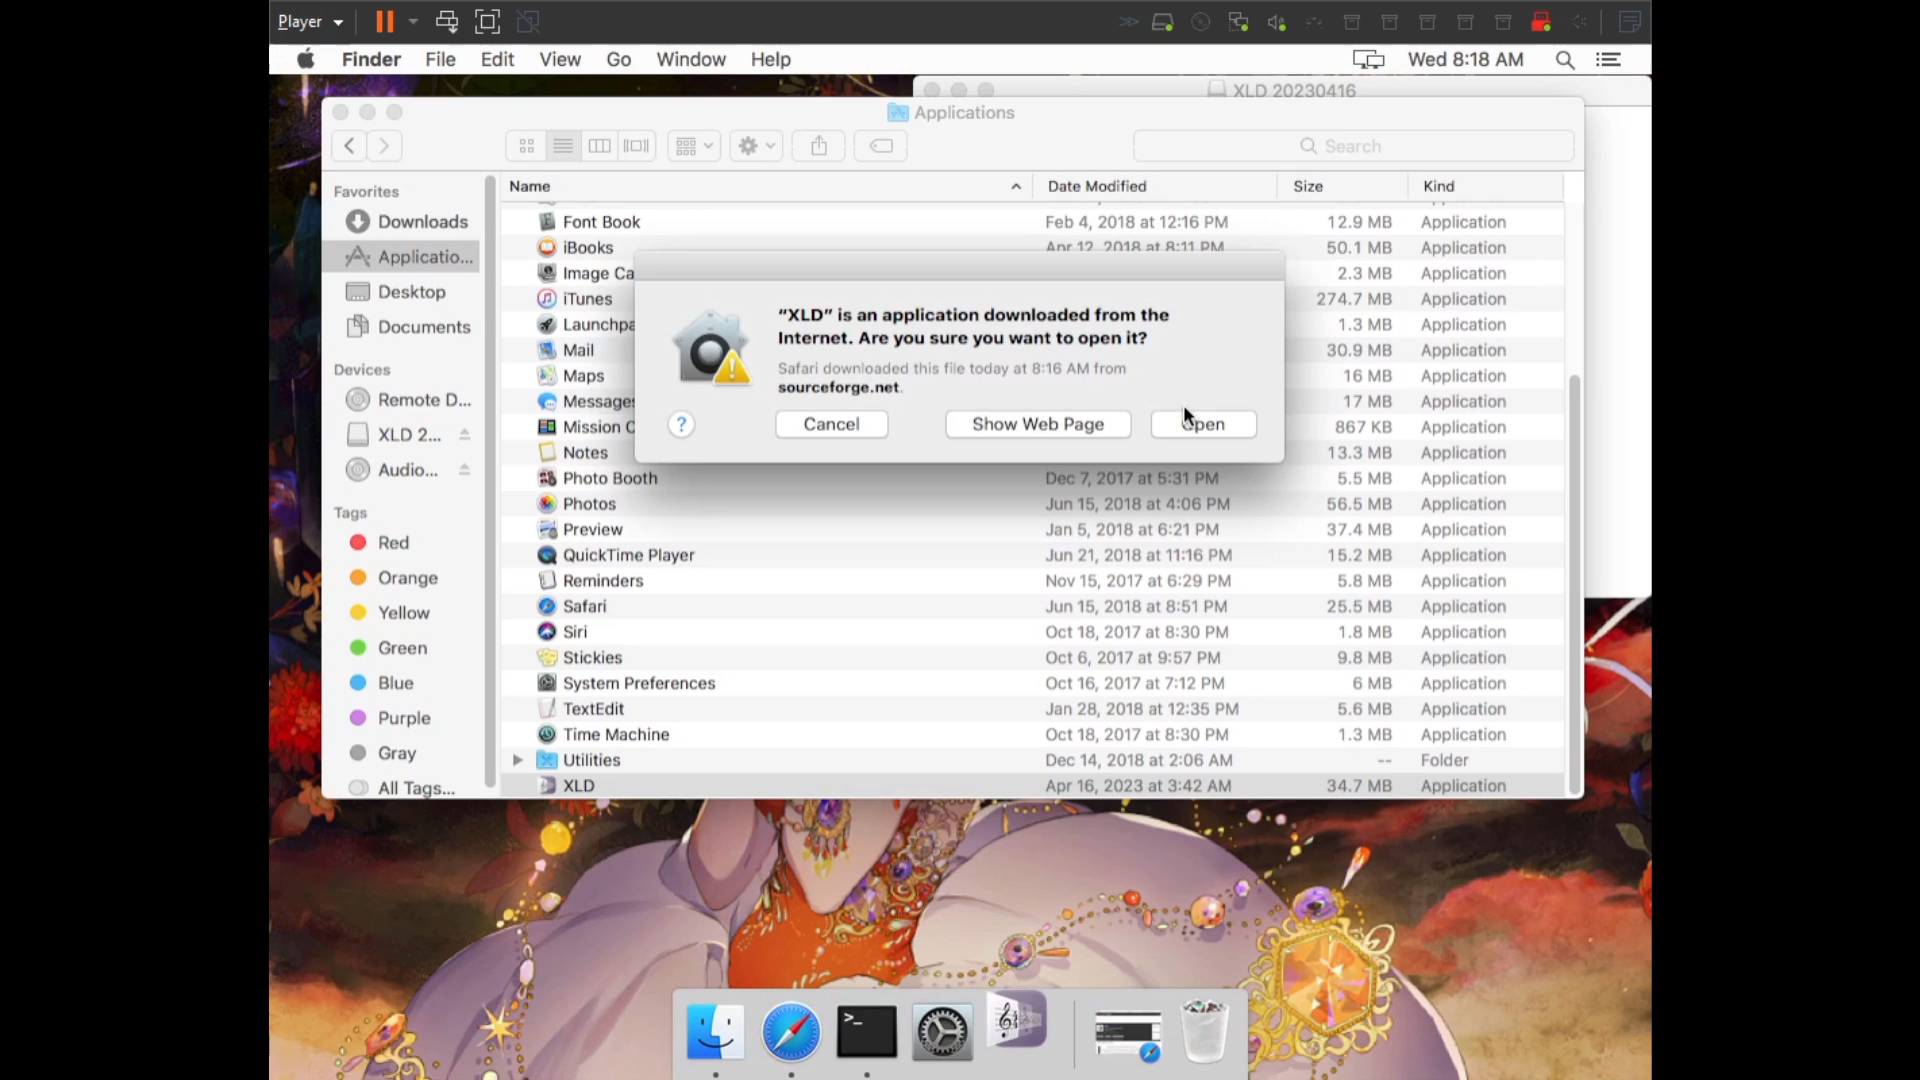 Player
Finder File Edit View Go Window Help Wed 8:18 AM
XLD 20230416
Applications
Search
Name Date Modified Size Kind
Favorites
Downloads
Applicatio...
Desktop
Documents
Devices
Remote D...
XLD 2...
Audio...
Tags
Red
Orange
Yellow
Green
Blue
Purple
Gray
All Tags...
Font Book Feb 4, 2018 at 12:16 PM 12.9 MB Application
iBooks Apr 12, 2018 at 8:11 PM 50.1 MB Application
Image Ca 2.3 MB Application
iTunes 274.7 MB Application
Launchpa 1.3 MB Application
Mail 30.9 MB Application
Maps 16 MB Application
Messages 17 MB Application
Mission C 867 KB Application
Notes 13.3 MB Application
Photo Booth Dec 7, 2017 at 5:31 PM 5.5 MB Application
Photos Jun 15, 2018 at 4:06 PM 56.5 MB Application
Preview Jan 5, 2018 at 6:21 PM 37.4 MB Application
QuickTime Player Jun 21, 2018 at 11:16 PM 15.2 MB Application
Reminders Nov 15, 2017 at 6:29 PM 5.8 MB Application
Safari Jun 15, 2018 at 8:51 PM 25.5 MB Application
Siri Oct 18, 2017 at 8:30 PM 1.8 MB Application
Stickies Oct 6, 2017 at 9:57 PM 9.8 MB Application
System Preferences Oct 16, 2017 at 7:12 PM 6 MB Application
TextEdit Jan 28, 2018 at 12:35 PM 5.6 MB Application
Time Machine Oct 18, 2017 at 8:30 PM 1.3 MB Application
Utilities Dec 14, 2018 at 2:06 AM -- Folder
XLD Apr 16, 2023 at 3:42 AM 34.7 MB Application
“XLD” is an application downloaded from the
Internet. Are you sure you want to open it?
Safari downloaded this file today at 8:16 AM from
sourceforge.net.
? Cancel Show Web Page Open